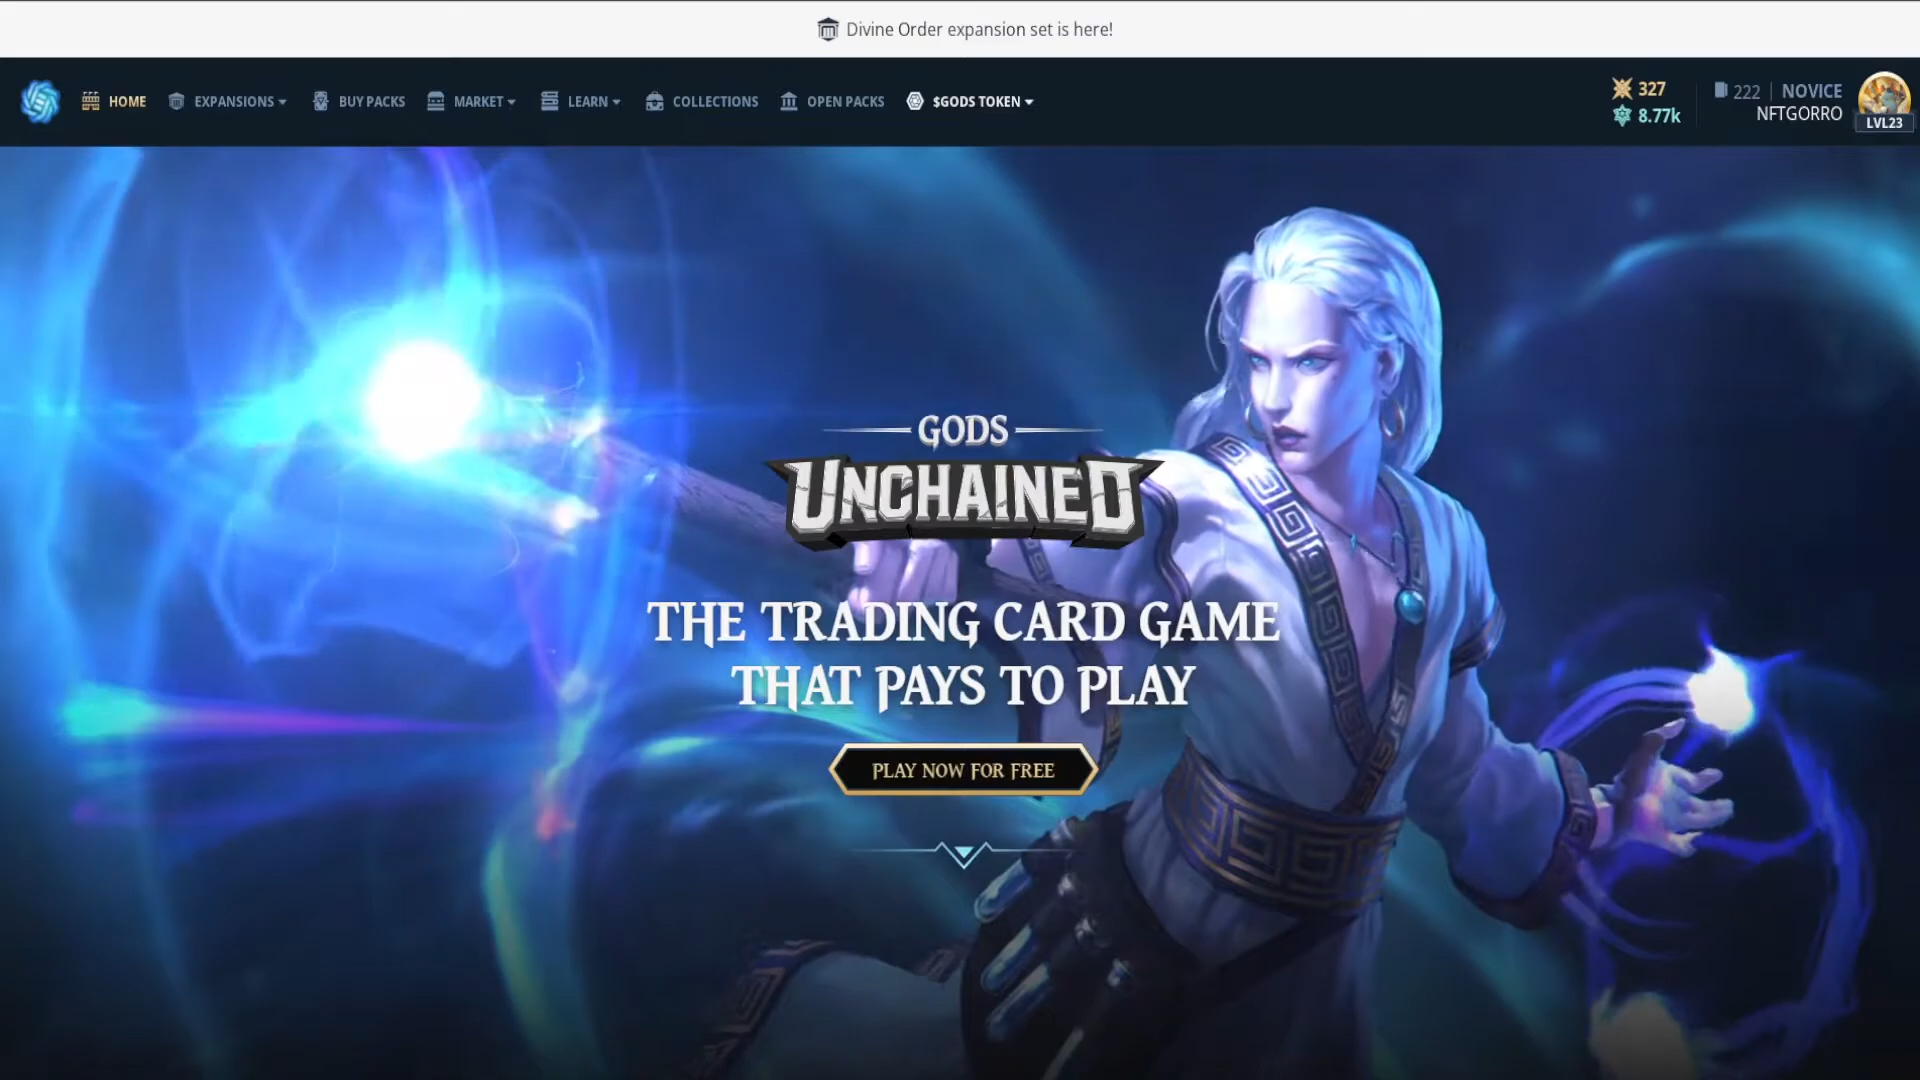 Divine Order expansion set is here!
HOME
EXPANSIONS
BUY PACKS
MARKET
LEARN
COLLECTIONS
OPEN PACKS
$GODS TOKEN
327
8.77k
222
NOVICE
NFTGORRO
LVL23
GODS
UNCHAINED
THE TRADING CARD GAME
THAT PAYS TO PLAY
PLAY NOW FOR FREE